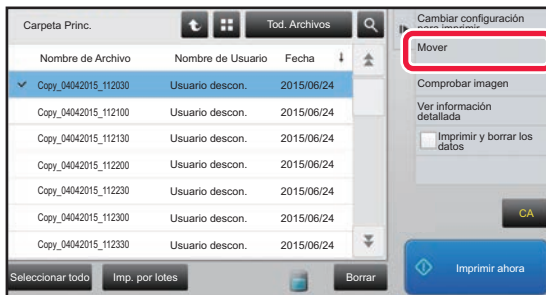 Carpeta Princ.
Tod. Archivos
Nombre de Archivo Nombre de Usuario Fecha
Copy_04042015_112030 Usuario descon. 2015/06/24
Copy_04042015_112100 Usuario descon. 2015/06/24
Copy_04042015_112130 Usuario descon. 2015/06/24
Copy_04042015_112200 Usuario descon. 2015/06/24
Copy_04042015_112230 Usuario descon. 2015/06/24
Copy_04042015_112300 Usuario descon. 2015/06/24
Copy_04042015_112330 Usuario descon. 2015/06/24
Seleccionar todo Imp. por lotes Borrar
Cambiar configuración
para imprimir
Mover
Comprobar imagen
Ver información
detallada
Imprimir y borrar los
datos
CA
Imprimir ahora